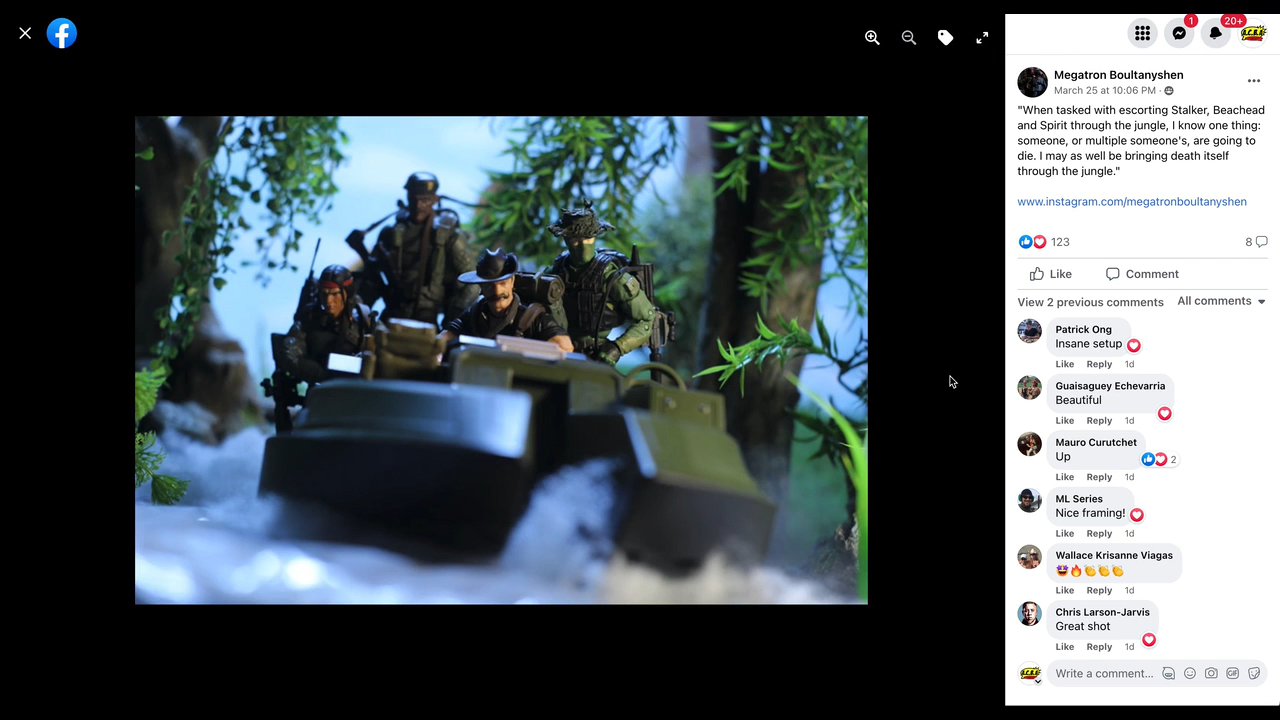 1
20+
Megatron Boultanyshen
March 25 at 10:06 PM ·
"When tasked with escorting Stalker, Beachead
and Spirit through the jungle, I know one thing:
someone, or multiple someone's, are going to
die. I may as well be bringing death itself
through the jungle."
www.instagram.com/megatronboultanyshen
123
8
Like
Comment
View 2 previous comments
All comments
Patrick Ong
Insane setup
Like Reply 1d
Guaisaguey Echevarria
Beautiful
Like Reply 1d
Mauro Curutchet
Up
2
Like Reply 1d
ML Series
Nice framing!
Like Reply 1d
Wallace Krisanne Viagas
🤩🔥👏👏👏
Like Reply 1d
Chris Larson-Jarvis
Great shot
Like Reply 1d
Write a comment...
GIF